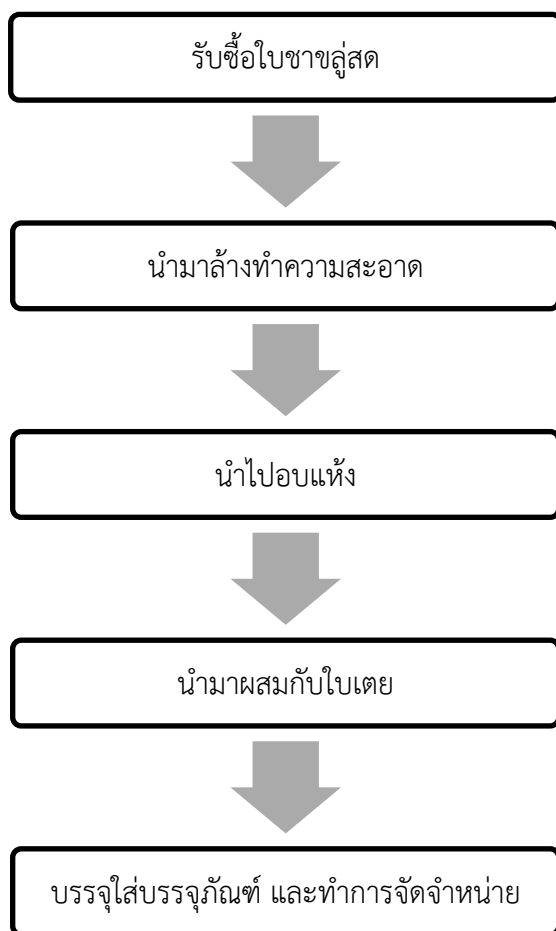 รับซื้อใบชาขลู่สด
นำมาล้างทำความสะอาด
นำไปอบแห้ง
นำมาผสมกับใบเตย
บรรจุใส่บรรจุภัณฑ์ และทำการจัดจำหน่าย